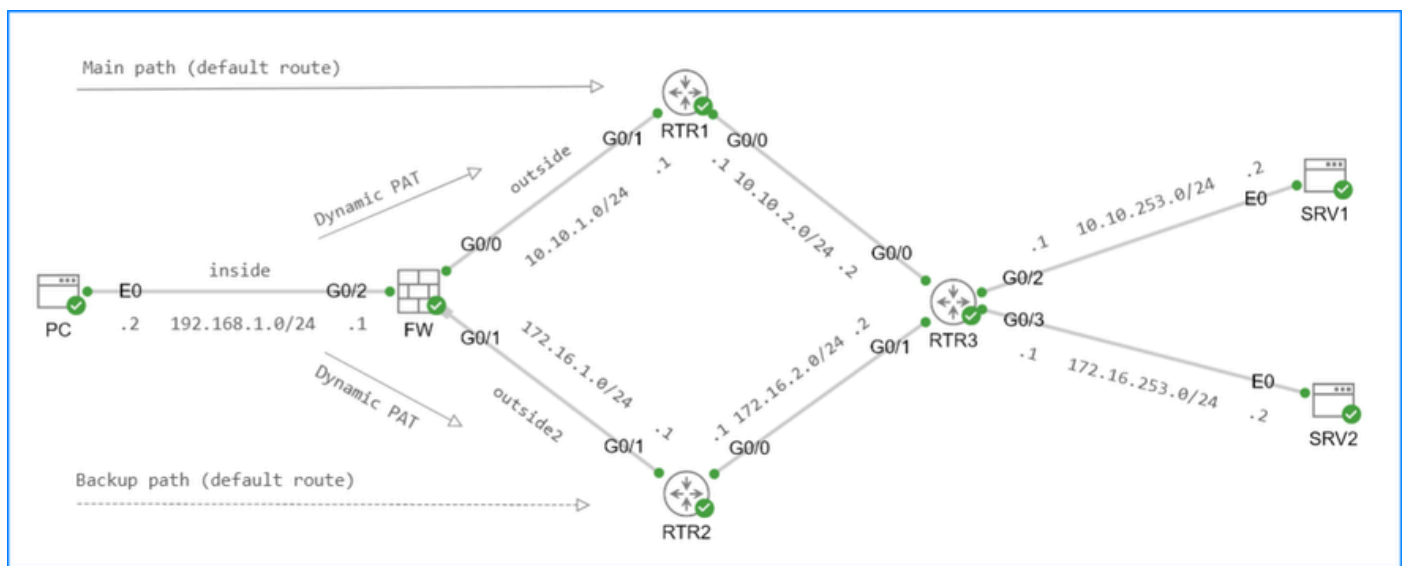 Main path (default route)
RTR1
G0/1
G0/0
outside
.1
.1 10.10.2.0/24 .2
Dynamic PAT
10.10.1.0/24
G0/0
G0/0
.2
10.10.253.0/24
E0
SRV1
.1
G0/2
inside
E0
G0/2
PC
.2 192.168.1.0/24 .1
FW
G0/1
172.16.1.0/24
.1 172.16.2.0/24 .2
G0/1
RTR3
G0/3
.1 172.16.253.0/24
E0
.2
SRV2
Dynamic PAT
outside2
.1
G0/1
G0/0
Backup path (default route)
RTR2